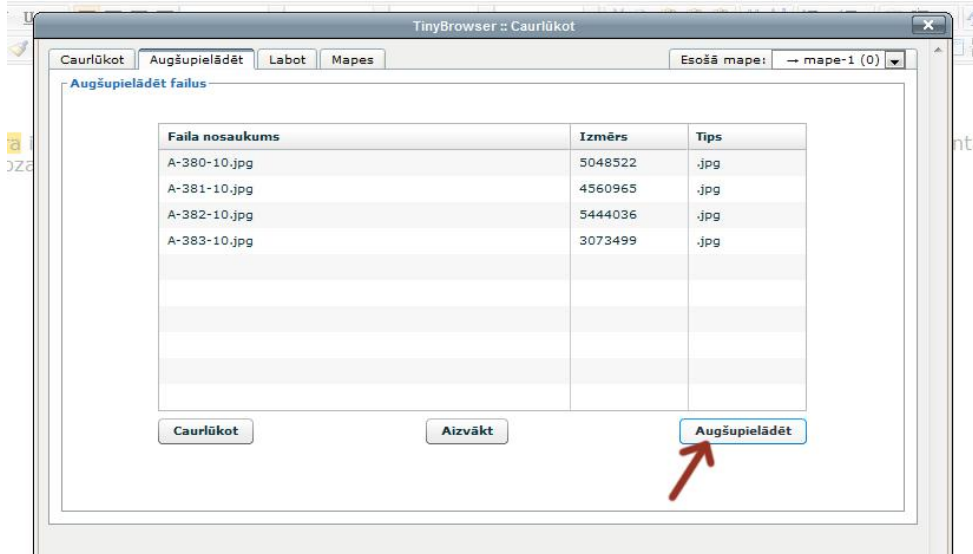 TinyBrowser :: Caurlūkot
Caurlūkot Augšupielādēt Labot Mapes Esošā mape: → mape-1 (0)
Augšupielādēt failus
Faila nosaukums Izmērs Tips
A-380-10.jpg 5048522 .jpg
A-381-10.jpg 4560965 .jpg
A-382-10.jpg 5444036 .jpg
A-383-10.jpg 3073499 .jpg
Caurlūkot Aizvākt Augšupielādēt